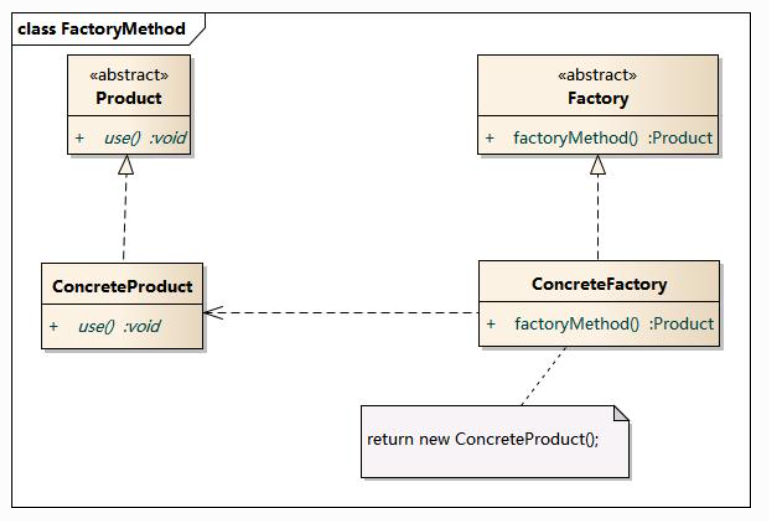 class FactoryMethod
«abstract»
Product
+ use() :void
«abstract»
Factory
+ factoryMethod() :Product
ConcreteProduct
+ use() :void
ConcreteFactory
+ factoryMethod() :Product
return new ConcreteProduct();